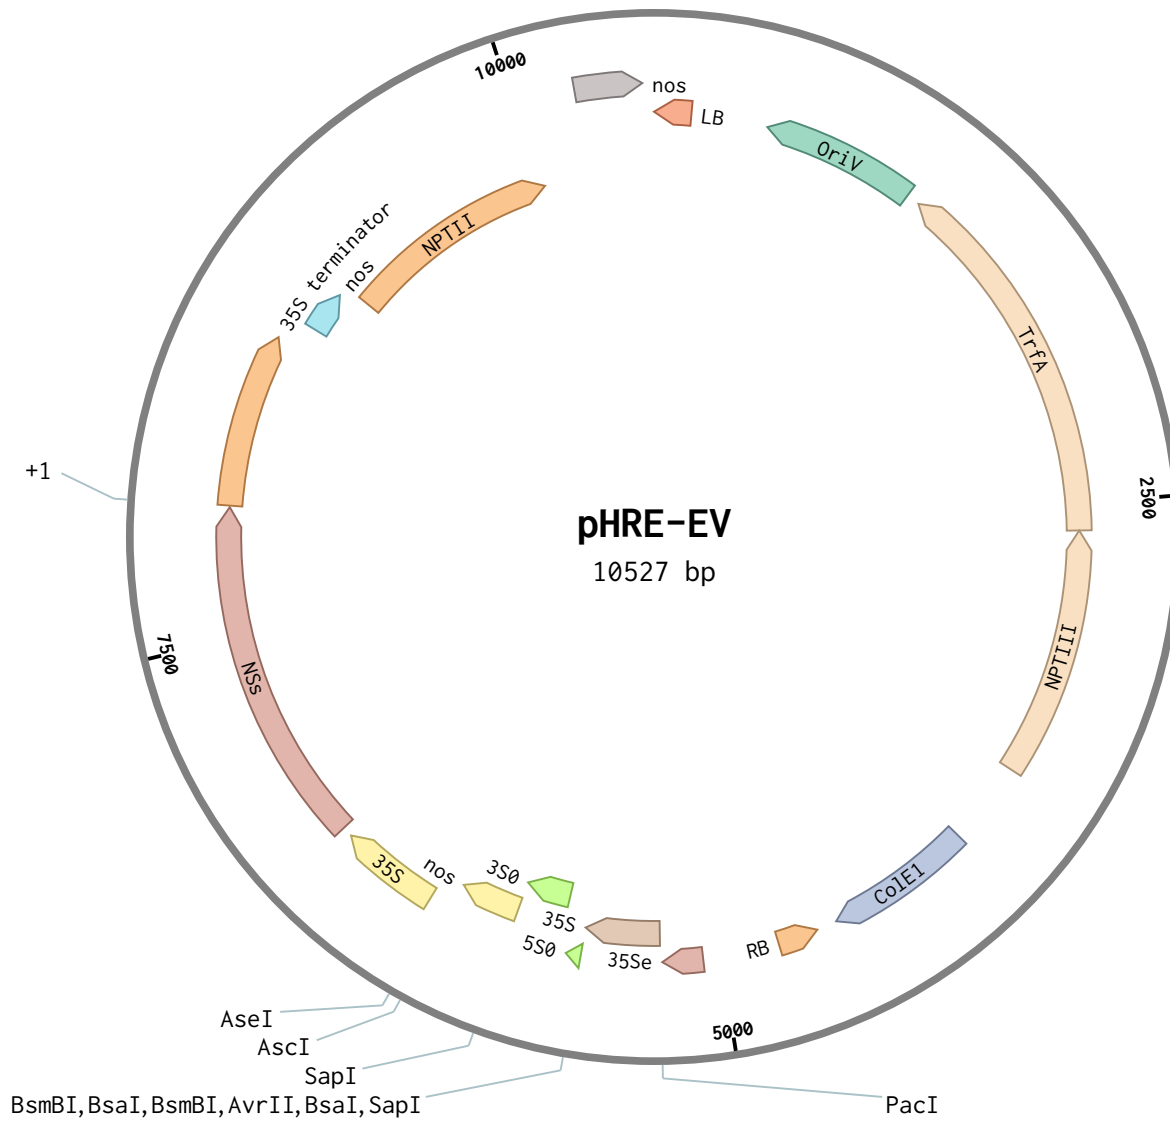 10000
nos
LB
OriV
35S terminator
nos
NPTII
TrfA
+1
2500
pHRE-EV
10527 bp
7500
NSs
NPTIII
35S
nos
3S0
35S
5S0
35Se
RB
ColE1
AseI
AscI
SapI
BsmBI,BsaI,BsmBI,AvrII,BsaI,SapI
5000
PacI